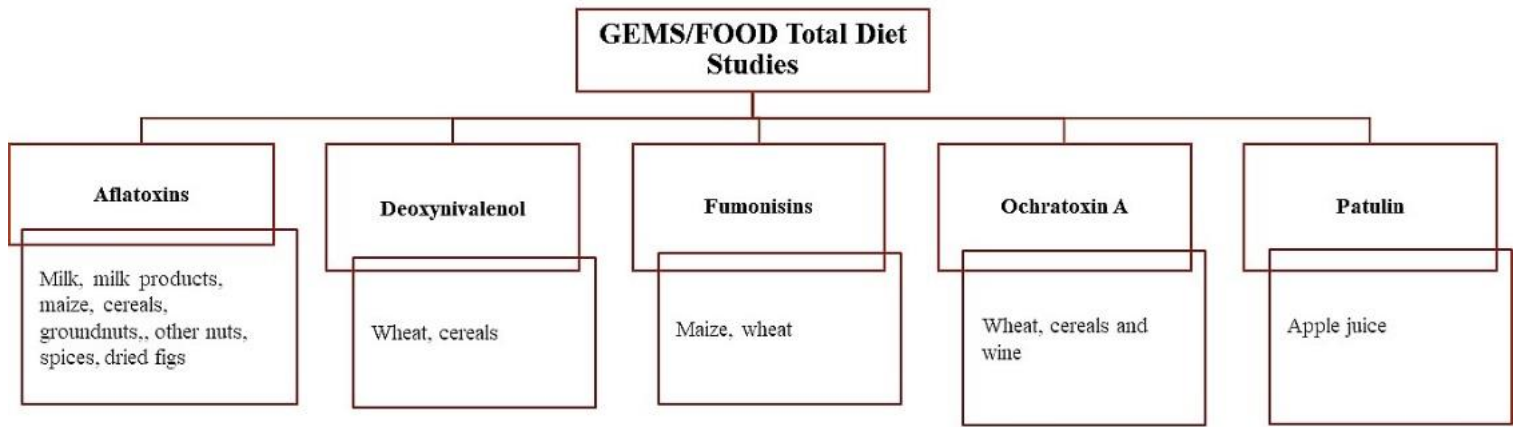 GEMS/FOOD Total Diet
Studies
Aflatoxins
Milk, milk products,
maize, cereals,
groundnuts,, other nuts,
spices, dried figs
Deoxynivalenol
Wheat, cereals
Fumonisins
Maize, wheat
Ochratoxin A
Wheat, cereals and
wine
Patulin
Apple juice